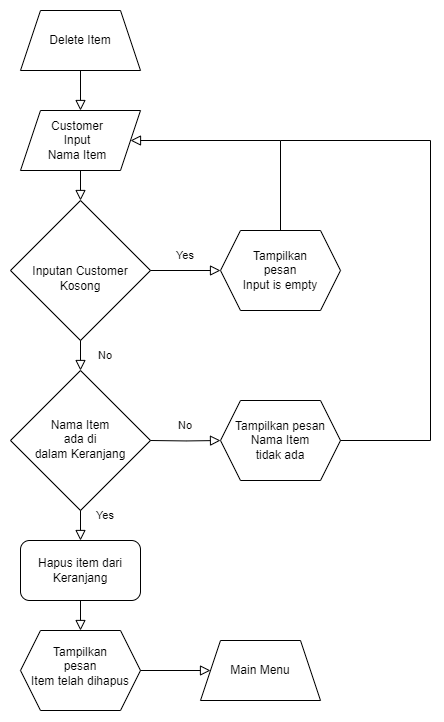 Delete Item
Customer
Input
Nama Item
Inputan Customer
Kosong
Yes
Tampilkan
pesan
Input is empty
No
Nama Item
ada di
dalam Keranjang
No
Tampilkan pesan
Nama Item
tidak ada
Yes
Hapus item dari
Keranjang
Tampilkan
pesan
Item telah dihapus
Main Menu